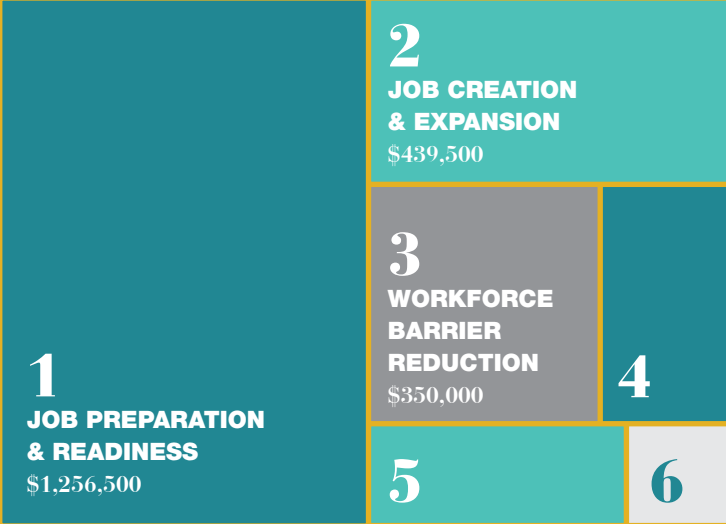 1
JOB PREPARATION
& READINESS
$1,256,500
2
JOB CREATION
& EXPANSION
$439,500
3
WORKFORCE
BARRIER
REDUCTION
$350,000
4
5
6